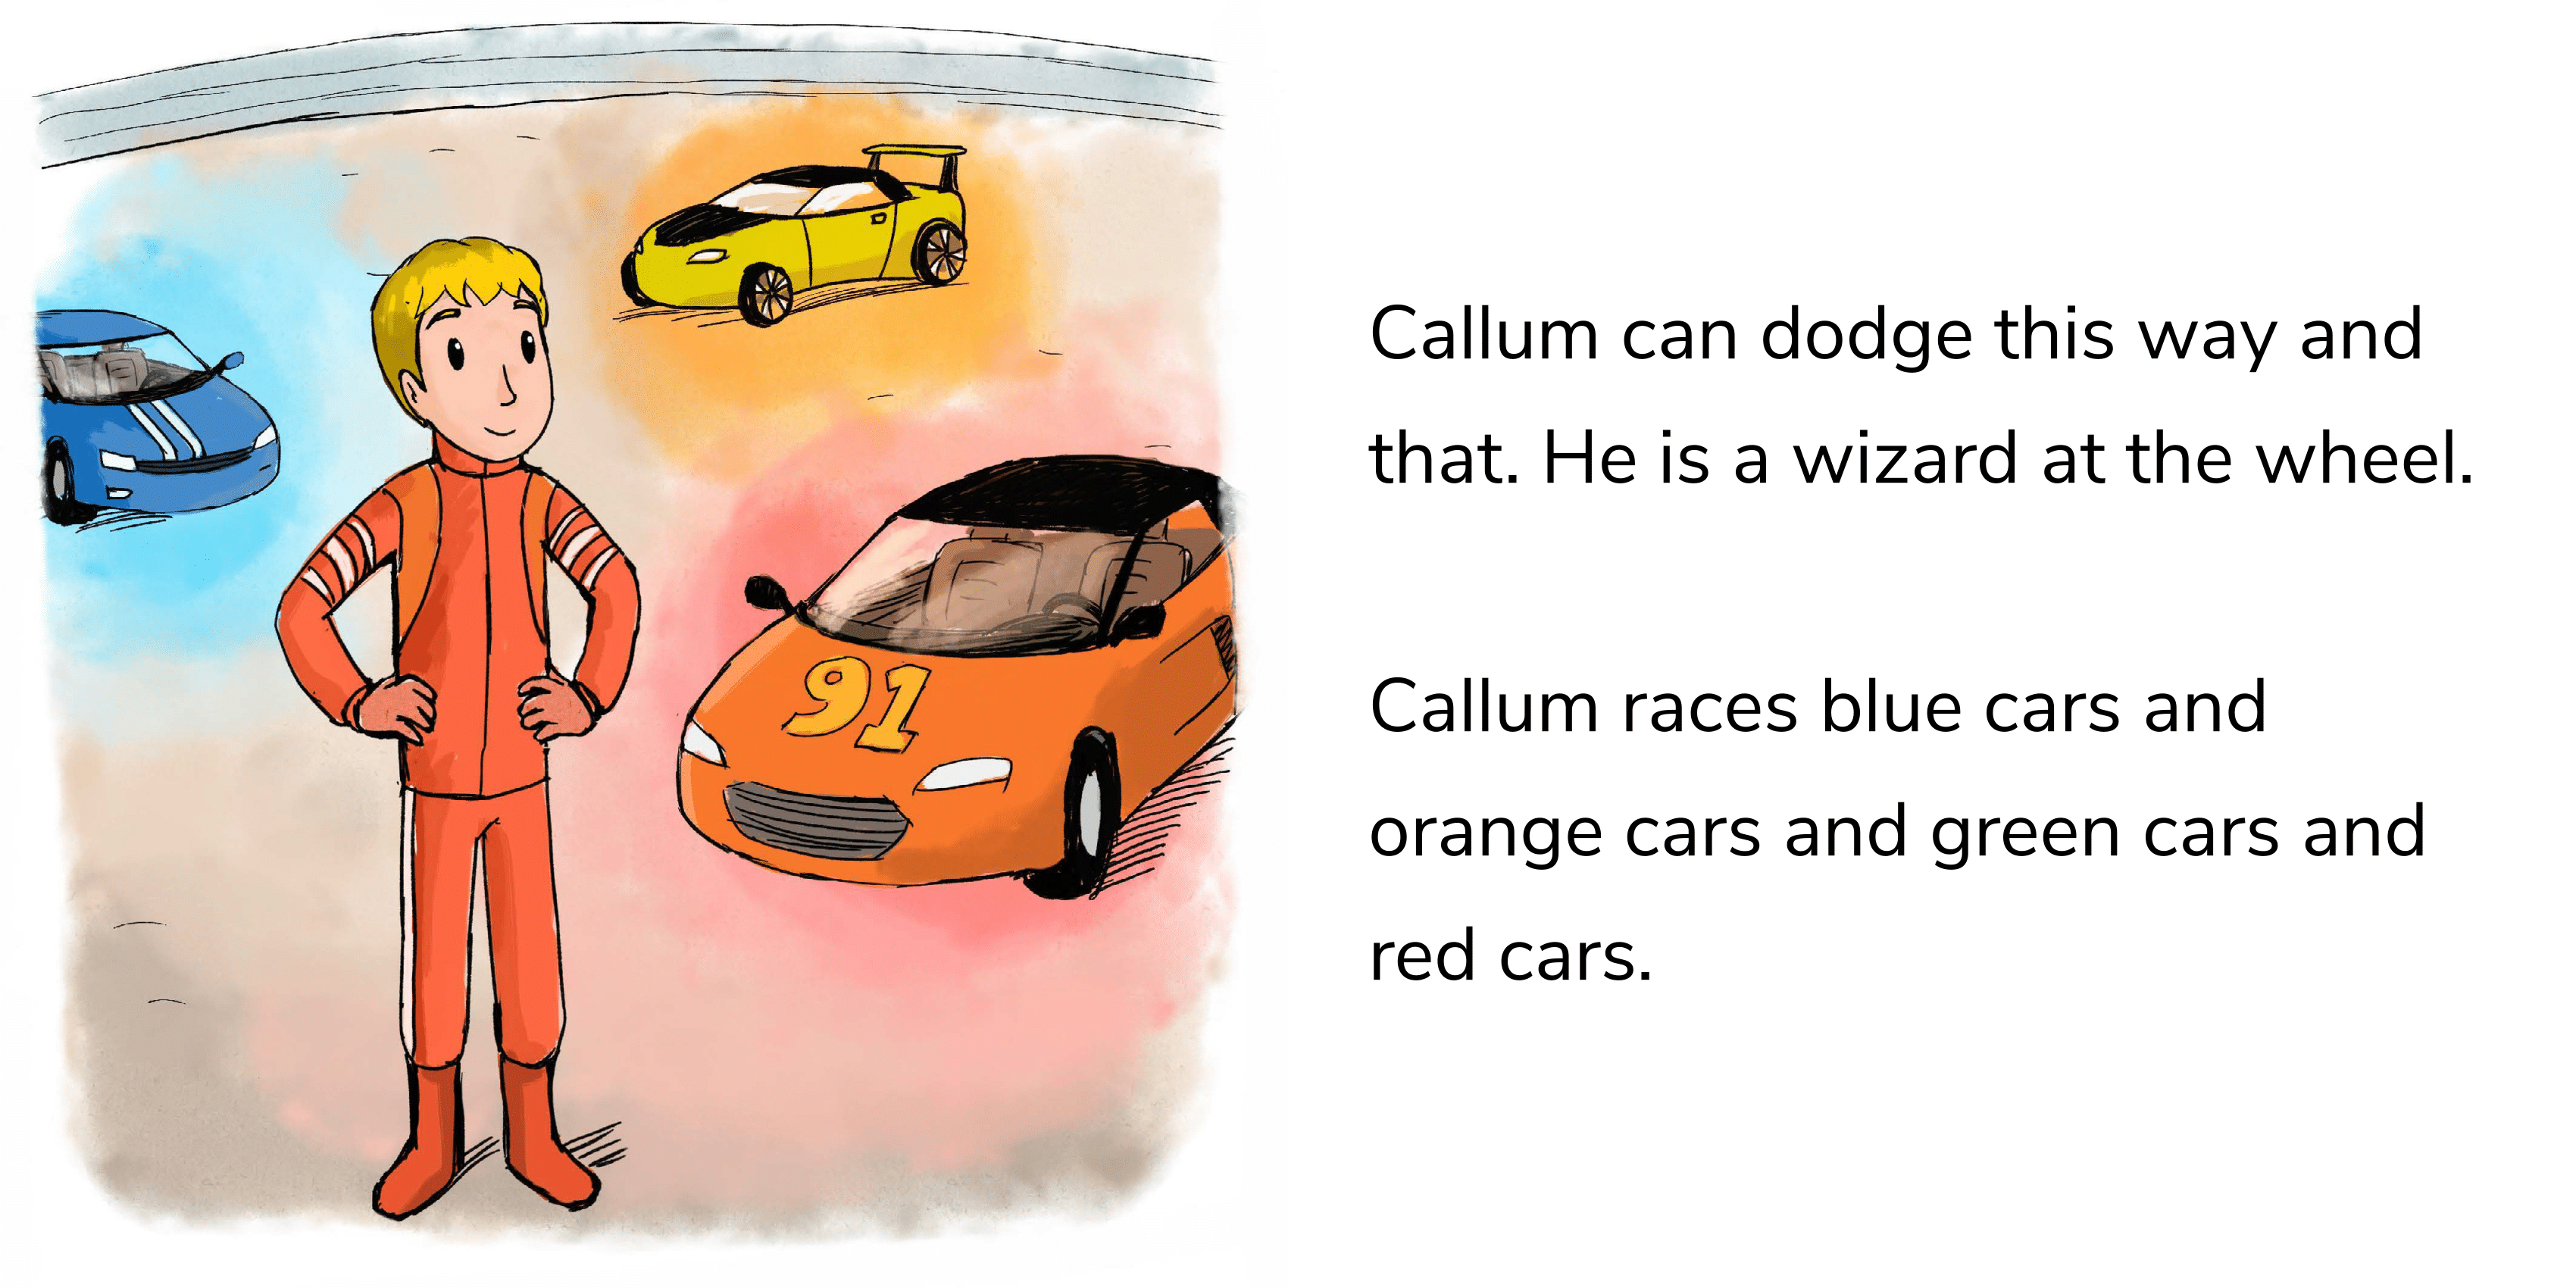 91
Callum can dodge this way and
that. He is a wizard at the wheel.
Callum races blue cars and
orange cars and green cars and
red cars.